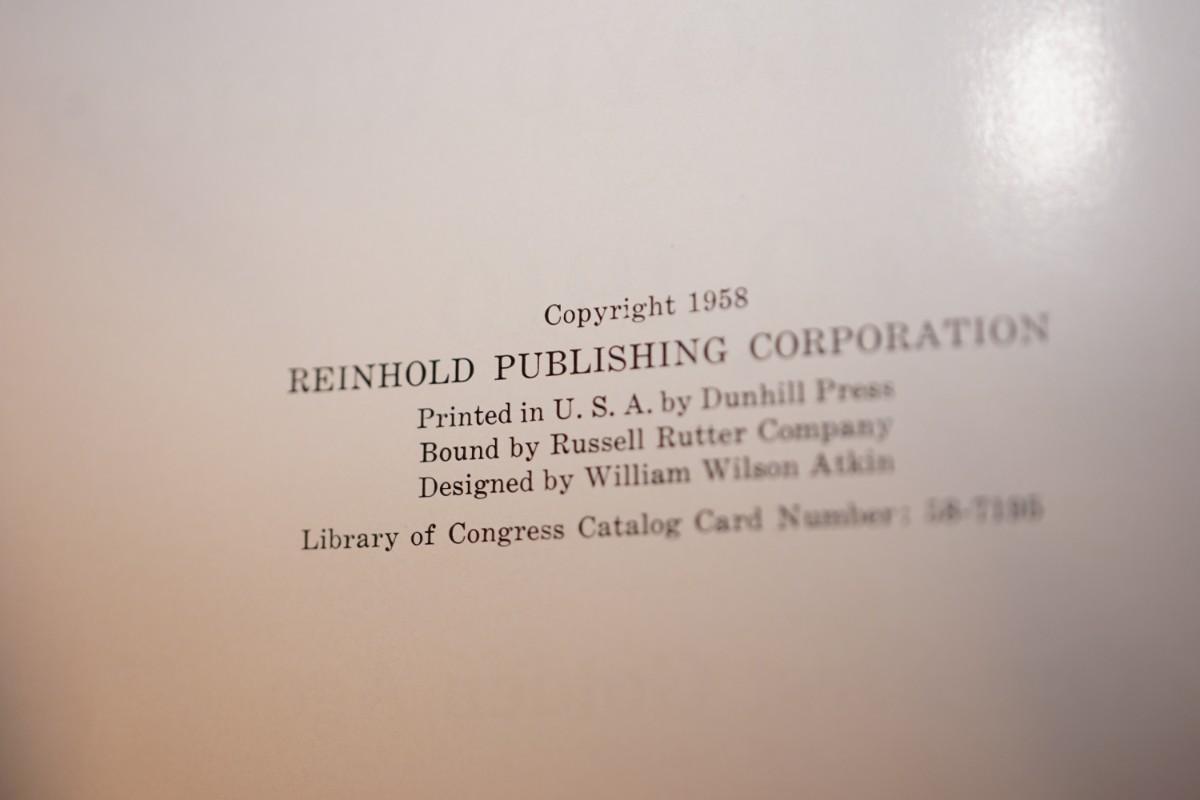 Copyright 1958
REINHOLD PUBLISHING CORPORATION
Printed in U. S. A. by Dunhill Press
Bound by Russell Rutter Company
Designed by William Wilson Atkin
Library of Congress Catalog Card Number: